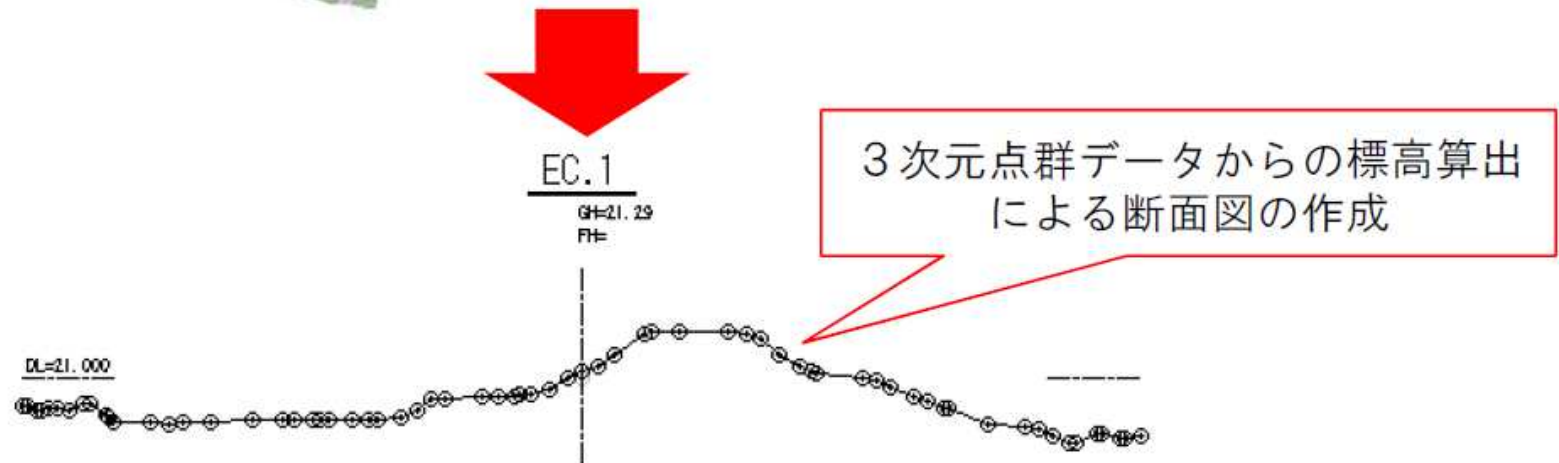 EC.1
GH=21.29
FH=
３次元点群データからの標高算出
による断面図の作成
DL=21.000